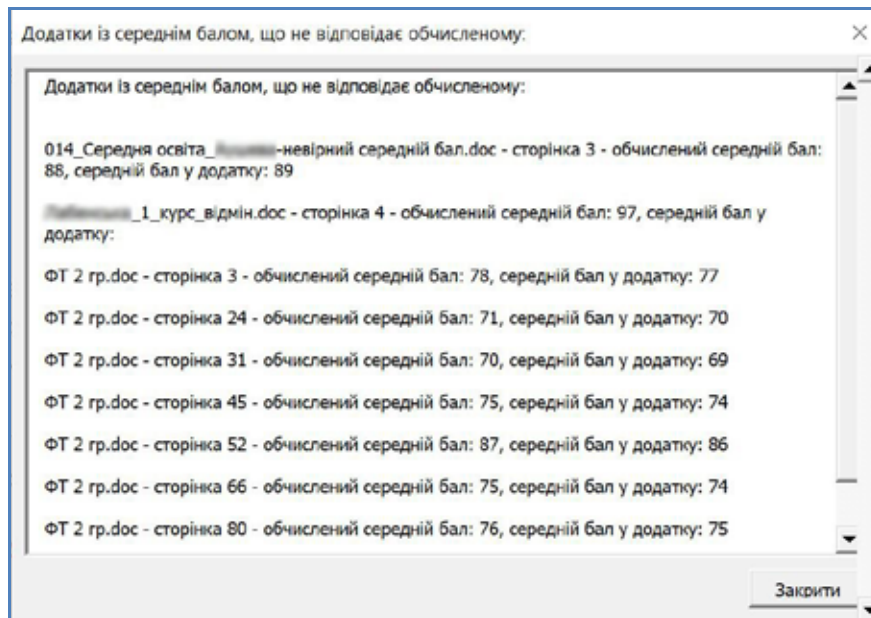 Додатки із середнім балом, що не відповідає обчисленому:
Додатки із середнім балом, що не відповідає обчисленому:
014_Середня освіта_ -невірний середній бал.doc - сторінка 3 - обчислений середній бал:
88, середній бал у додатку: 89
_1_курс_відмін.doc - сторінка 4 - обчислений середній бал: 97, середній бал у
додатку:
ФТ 2 гр.doc - сторінка 3 - обчислений середній бал: 78, середній бал у додатку: 77
ФТ 2 гр.doc - сторінка 24 - обчислений середній бал: 71, середній бал у додатку: 70
ФТ 2 гр.doc - сторінка 31 - обчислений середній бал: 70, середній бал у додатку: 69
ФТ 2 гр.doc - сторінка 45 - обчислений середній бал: 75, середній бал у додатку: 74
ФТ 2 гр.doc - сторінка 52 - обчислений середній бал: 87, середній бал у додатку: 86
ФТ 2 гр.doc - сторінка 66 - обчислений середній бал: 75, середній бал у додатку: 74
ФТ 2 гр.doc - сторінка 80 - обчислений середній бал: 76, середній бал у додатку: 75
Закрити